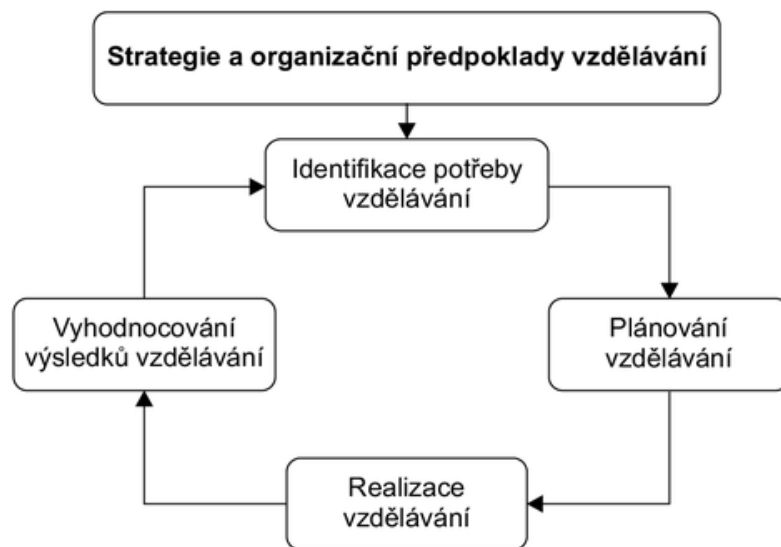 Strategie a organizační předpoklady vzdělávání
Identifikace potřeby
vzdělávání
Vyhodnocování
výsledků vzdělávání
Plánování
vzdělávání
Realizace
vzdělávání